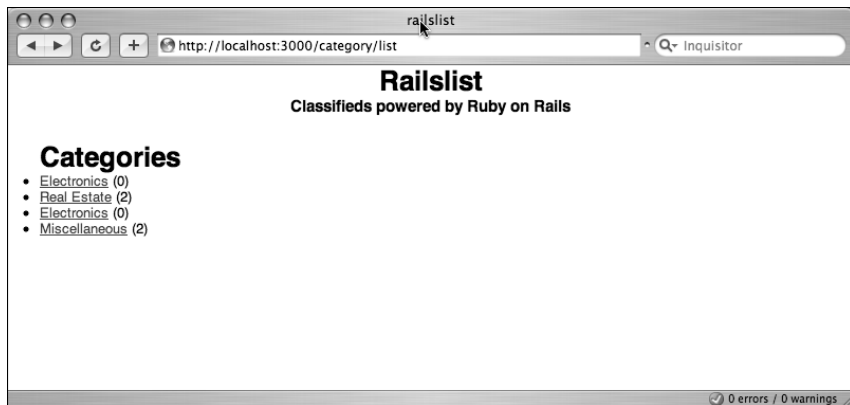 railslist
http://localhost:3000/category/list
Inquisitor
Railslist
Classifieds powered by Ruby on Rails
Categories
Electronics (0)
Real Estate (2)
Electronics (0)
Miscellaneous (2)
0 errors / 0 warnings